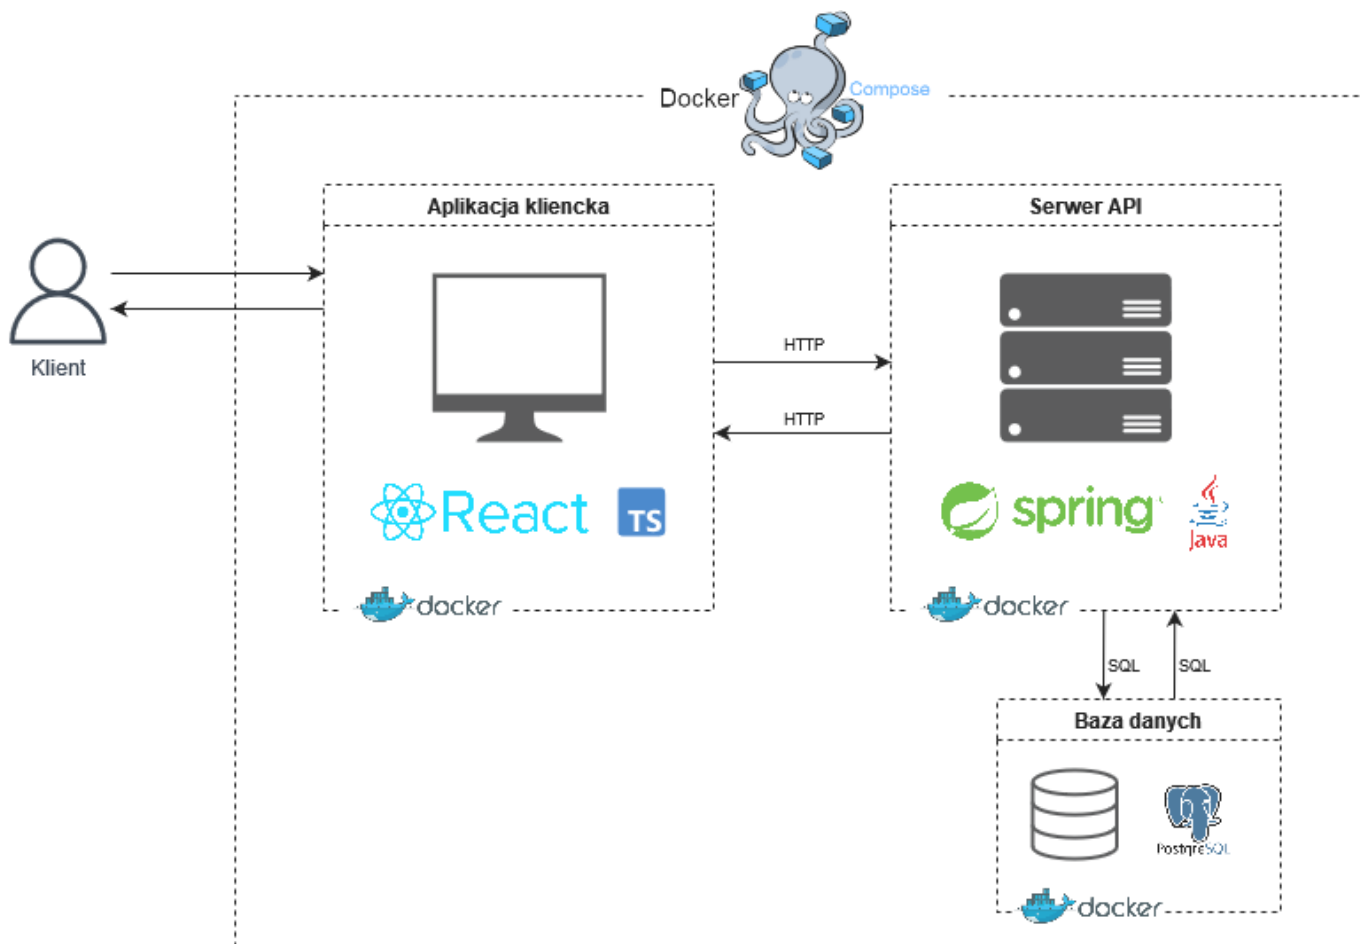 Docker
Compose
Aplikacja kliencka
Serwer API
Klient
HTTP
HTTP
React
TS
spring
Java
docker
docker
SQL
SQL
Baza danych
PostgreSQL
docker